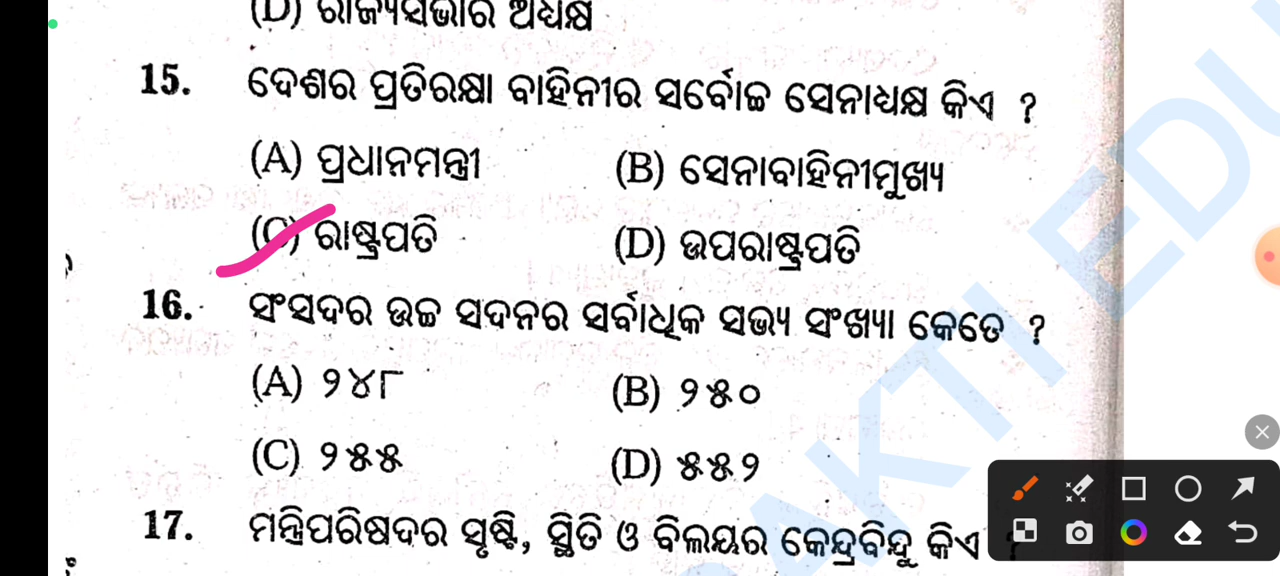 (D) ରାଜ୍ୟସଭାର ଅଧ୍ୟକ୍ଷ
15. ଦେଶର ପ୍ରତିରକ୍ଷା ବାହିନୀର ସର୍ବୋଚ୍ଚ ସେନାଧ୍ୟକ୍ଷ କିଏ ?
(A) ପ୍ରଧାନମନ୍ତ୍ରୀ (B) ସେନାବାହିନୀମୁଖ୍ୟ
(C) ରାଷ୍ଟ୍ରପତି (D) ଉପରାଷ୍ଟ୍ରପତି
16. ସଂସଦର ଉଚ୍ଚ ସଦନର ସର୍ବାଧିକ ସଭ୍ୟ ସଂଖ୍ୟା କେତେ ?
(A) ୨୪୮ (B) ୨୫୦
(C) ୨୫୫ (D) ୫୫୨
17. ମନ୍ତ୍ରିପରିଷଦର ସୃଷ୍ଟି, ସ୍ଥିତି ଓ ବିଲୟର କେନ୍ଦ୍ରବିନ୍ଦୁ କିଏ ?